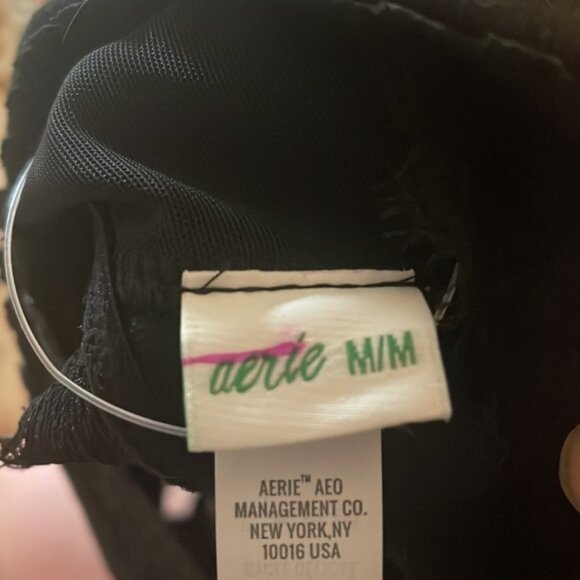 aerie M/M
AERIE™ AEO
MANAGEMENT CO.
NEW YORK,NY
10016 USA